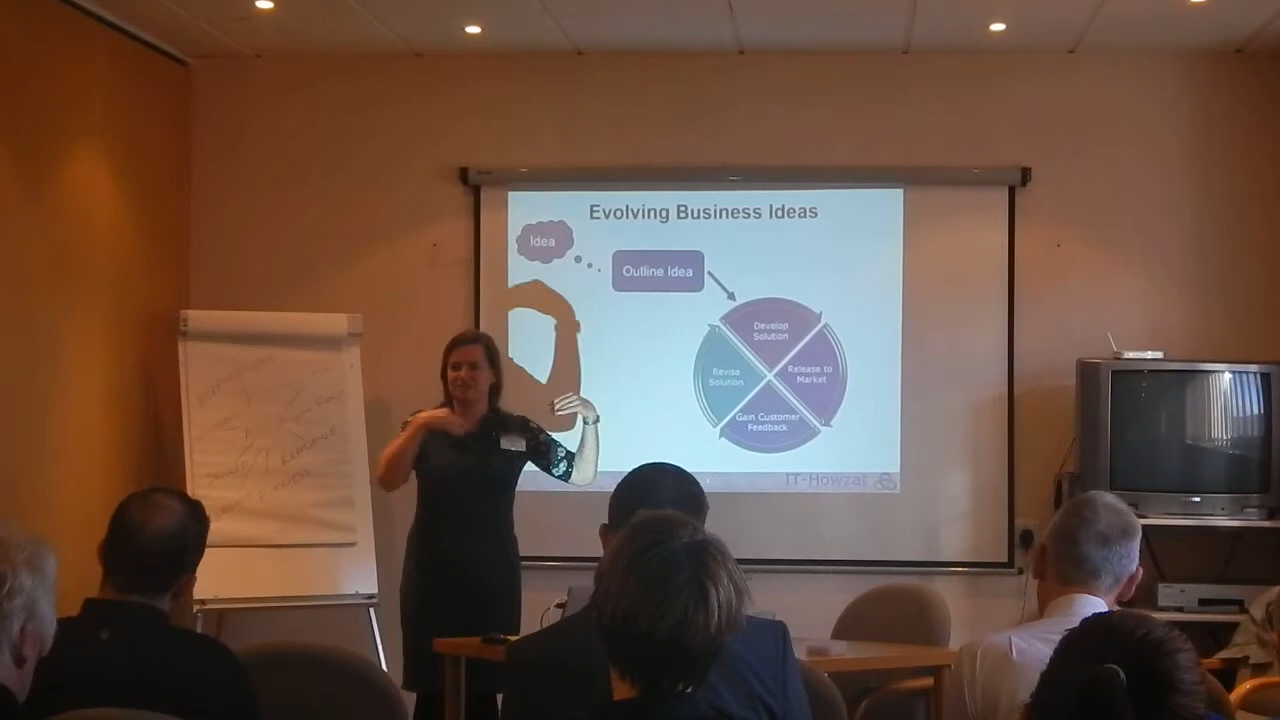 Evolving Business Ideas
Idea
Outline Idea
Develop
Solution
Release to
Market
Gain Customer
Feedback
Revise
Solution
IT-Howzat